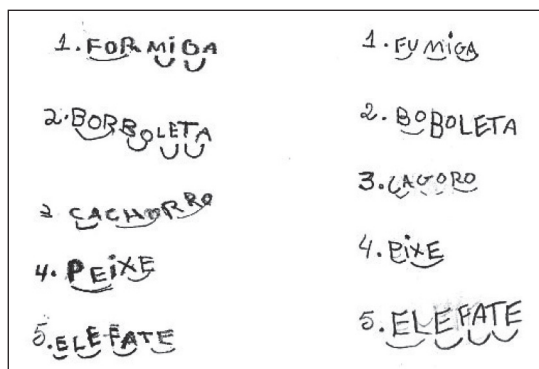 1. FORMIGA
2. BORBOLETA
3. CACHORRO
4. PEIXE
5. ELEFATE
1. FUMIGA
2. BOBOLETA
3. CAGORO
4. PIXE
5. ELEFATE